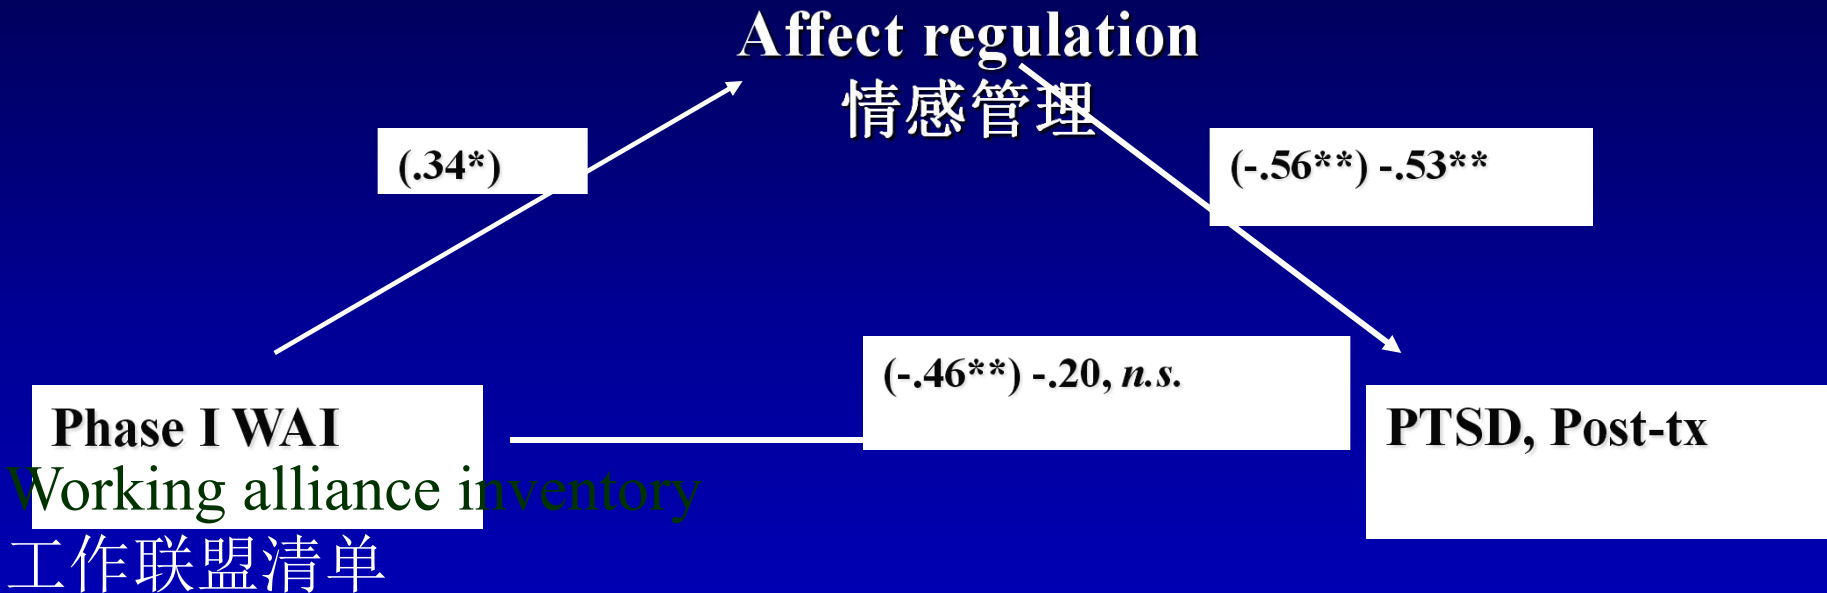 Affect regulation
情感管理
(.34*)
(-.56**) -.53**
(-.46**) -.20, n.s.
Phase I WAI
Working alliance inventory
工作联盟清单
PTSD, Post-tx